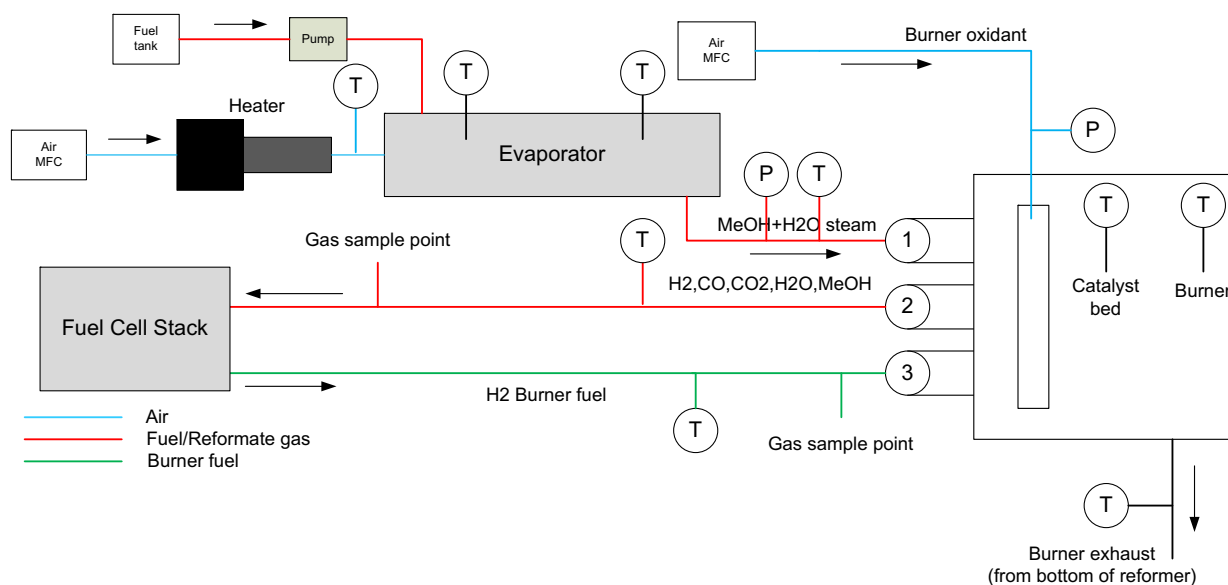 Fuel
tank
Pump
Air
MFC
Burner oxidant
T
T
T
Heater
P
Air
MFC
Evaporator
P
T
T
T
MeOH+H2O steam
1
Gas sample point
T
H2,CO,CO2,H2O,MeOH
Catalyst
bed
Burner
2
Fuel Cell Stack
3
H2 Burner fuel
T
Gas sample point
Air
Fuel/Reformate gas
Burner fuel
T
Burner exhaust
(from bottom of reformer)